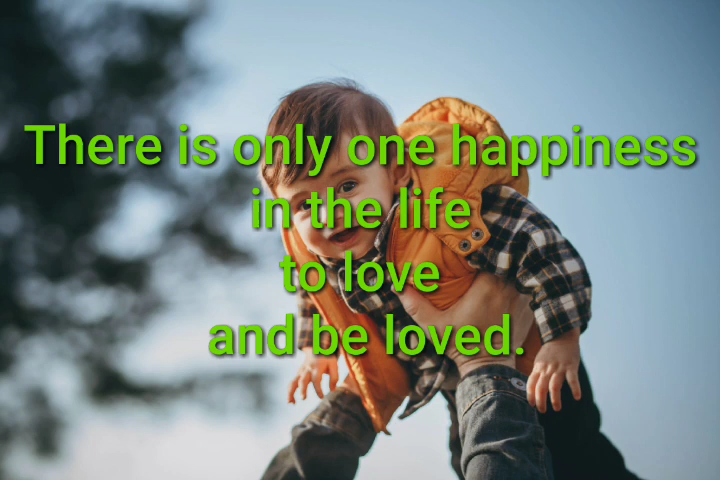 There is only one happiness
in the life
to love
and be loved.